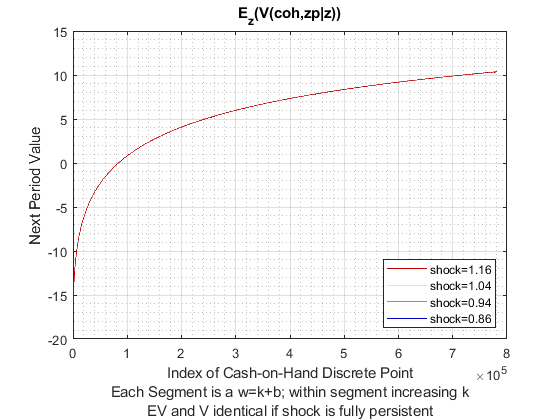 E_z(V(coh,zp|z))
15
10
5
0
-5
-10
-15
-20
Next Period Value
shock=1.16
shock=1.04
shock=0.94
shock=0.86
0 1 2 3 4 5 6 7 8
×10^5
Index of Cash-on-Hand Discrete Point
Each Segment is a w=k+b; within segment increasing k
EV and V identical if shock is fully persistent